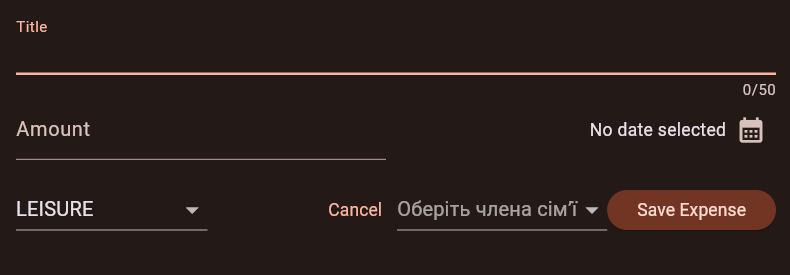 Title
0/50
Amount
No date selected
LEISURE
Cancel
Оберіть члена сім’ї
Save Expense